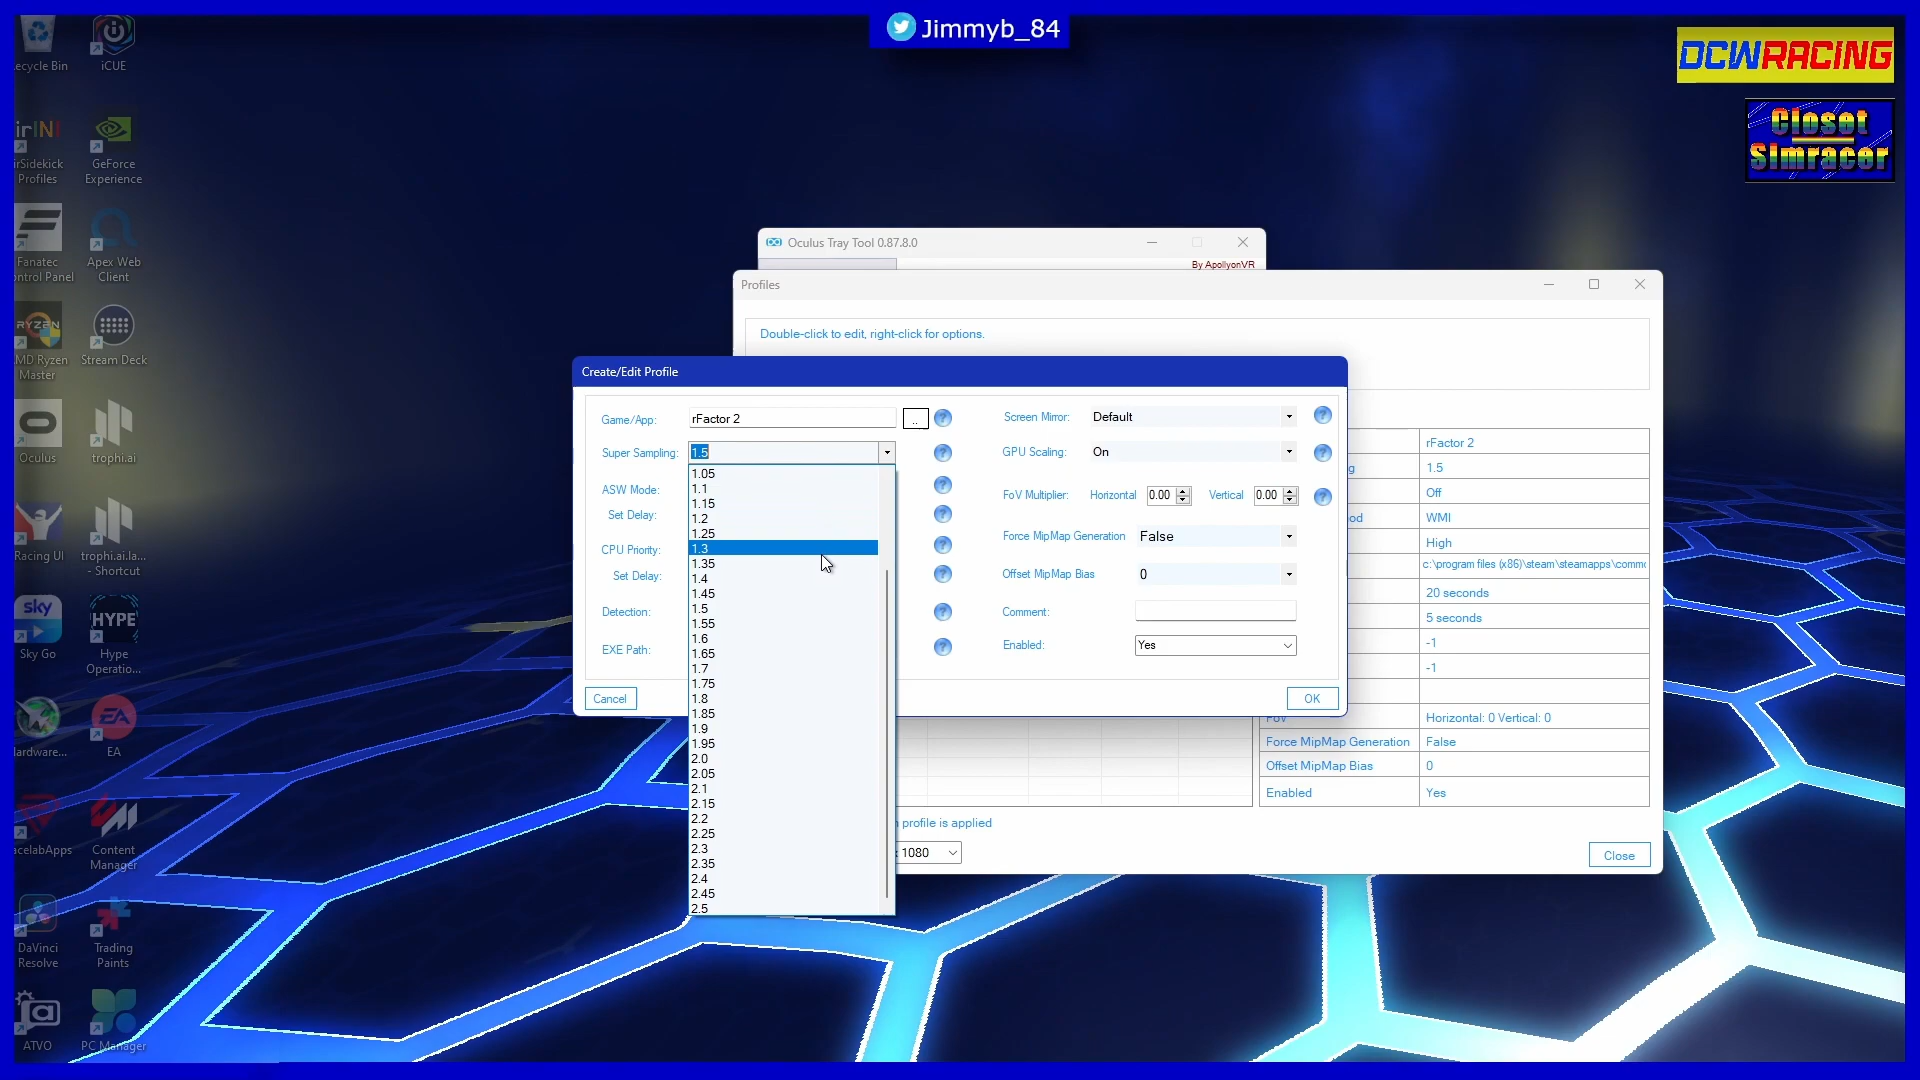 Jimmyb_84
DCWRACING
Closet
Simracer
ecycle Bin
iCUE
irSidekick
Profiles
GeForce
Experience
Fanatec
ontrol Panel
Apex Web
Client
RYZEN
MD Ryzen
Master
Stream Deck
Oculus
trophi.ai
Racing UI
trophi.ai.la...
- Shortcut
sky
Sky Go
HYPE
Hype
Operatio...
ardware...
EA
EA
acelabApps
Content
Manager
DaVinci
Resolve
Trading
Paints
ATVO
PC Manager
Oculus Tray Tool 0.87.8.0
By ApollyonVR
Profiles
Double-click to edit, right-click for options.
Create/Edit Profile
Game/App:
rFactor 2
..
Super Sampling:
1.5
ASW Mode:
Set Delay:
CPU Priority:
Set Delay:
Detection:
EXE Path:
Cancel
1.05
1.1
1.15
1.2
1.25
1.3
1.35
1.4
1.45
1.5
1.55
1.6
1.65
1.7
1.75
1.8
1.85
1.9
1.95
2.0
2.05
2.1
2.15
2.2
2.25
2.3
2.35
2.4
2.45
2.5
Screen Mirror: Default
GPU Scaling: On
FoV Multiplier: Horizontal 0.00 Vertical 0.00
Force MipMap Generation False
Offset MipMap Bias 0
Comment:
Enabled: Yes
OK
rFactor 2
g 1.5
Off
od WMI
High
c:\program files (x86)\steam\steamapps\commo
20 seconds
5 seconds
-1
-1
FoV Horizontal: 0 Vertical: 0
Force MipMap Generation False
Offset MipMap Bias 0
Enabled Yes
n profile is applied
x 1080
Close